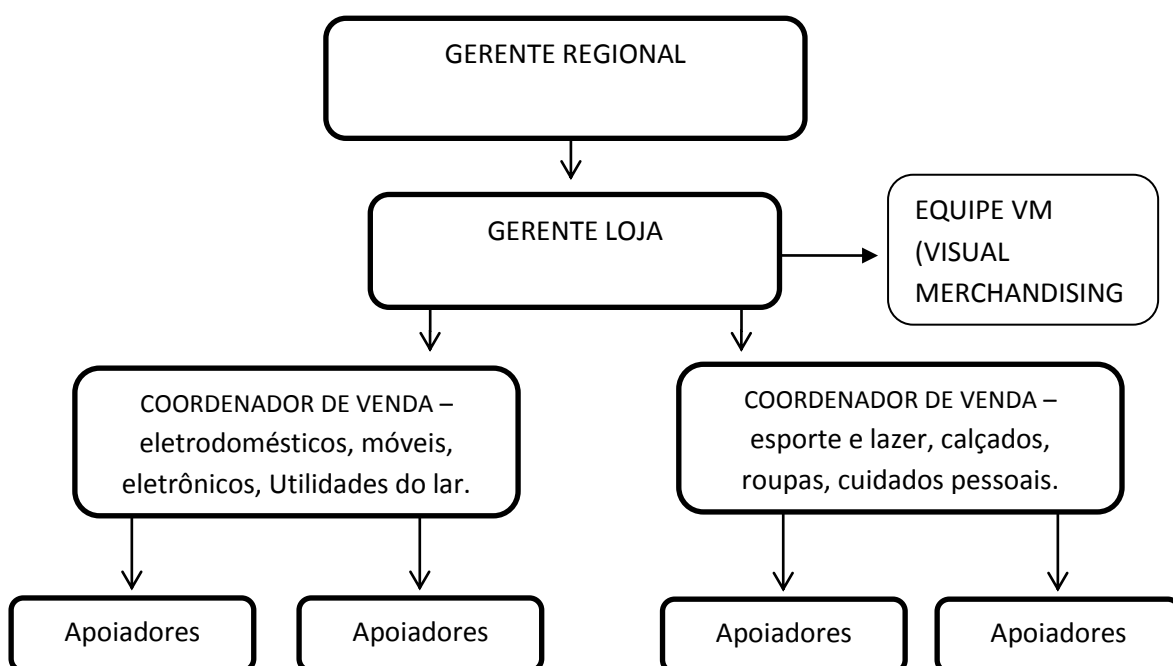 GERENTE REGIONAL
GERENTE LOJA
EQUIPE VM
(VISUAL
MERCHANDISING
COORDENADOR DE VENDA –
eletrodomésticos, móveis,
eletrônicos, Utilidades do lar.
COORDENADOR DE VENDA –
esporte e lazer, calçados,
roupas, cuidados pessoais.
Apoiadores
Apoiadores
Apoiadores
Apoiadores